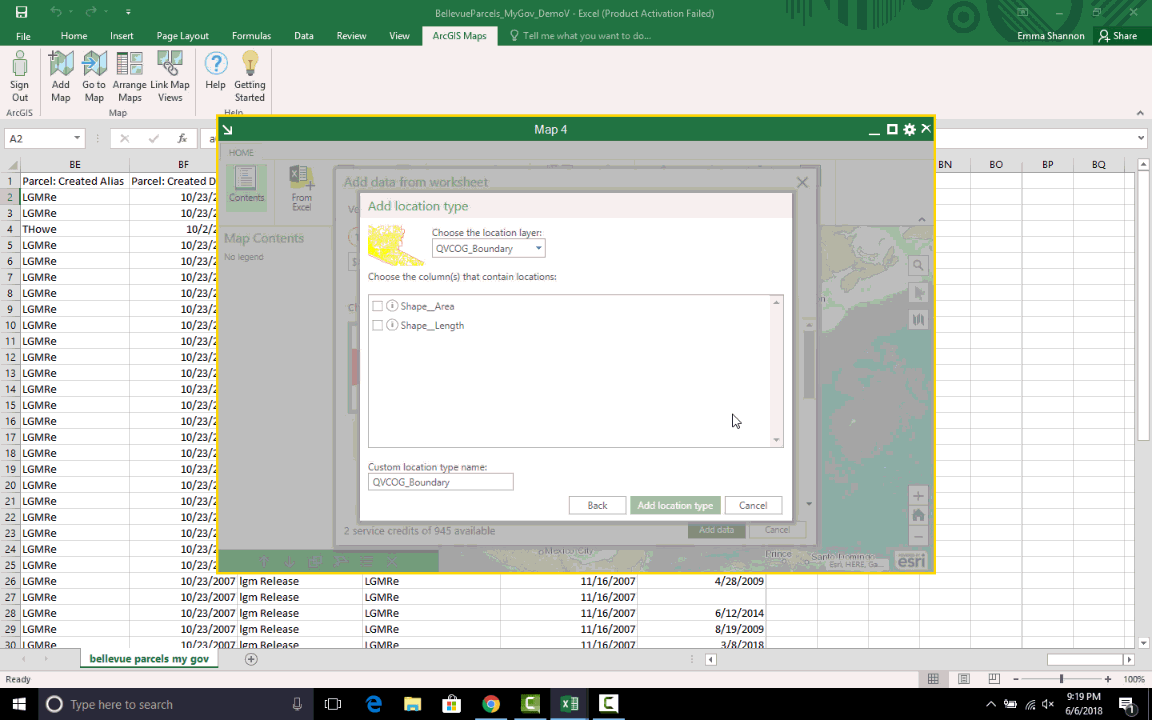 BellevueParcels_MyGov_DemoV - Excel (Product Activation Failed)
File Home Insert Page Layout Formulas Data Review View ArcGIS Maps Tell me what you want to do... Emma Shannon Share
Sign Out Add Map Go to Map Arrange Maps Link Map Views Help Getting Started
ArcGIS Map Help
A2 fx
Map 4
HOME
Contents From Excel
Map Contents
No legend
Add data from worksheet
Add location type
Choose the location layer:
QVCOG_Boundary
Choose the column(s) that contain locations:
Shape__Area
Shape__Length
Custom location type name:
QVCOG_Boundary
Back Add location type Cancel
2 service credits of 945 available Add data Cancel
Mexico City Prince Santo Domingo
Esri, HERE, Ga...
POWERED BY
esri
BE BF BN BO BP BQ
1 Parcel: Created Alias Parcel: Created D
2 LGMRe 10/23/2
3 LGMRe 10/23/2
4 THowe 10/2/2
5 LGMRe 10/23/2
6 LGMRe 10/23/2
7 LGMRe 10/23/2
8 LGMRe 10/23/2
9 LGMRe 10/23/2
10 LGMRe 10/23/2
11 LGMRe 10/23/2
12 LGMRe 10/23/2
13 LGMRe 10/23/2
14 LGMRe 10/23/2
15 LGMRe 10/23/2
16 LGMRe 10/23/2
17 LGMRe 10/23/2
18 LGMRe 10/23/2
19 LGMRe 10/23/2
20 LGMRe 10/23/2
21 LGMRe 10/23/2
22 LGMRe 10/23/2
23 LGMRe 10/23/2
24 LGMRe 10/23/2
25 LGMRe 10/23/2
26 LGMRe 10/23/2007 lgm Release LGMRe 11/16/2007 4/28/2009
27 LGMRe 10/23/2007 lgm Release LGMRe 11/16/2007
28 LGMRe 10/23/2007 lgm Release LGMRe 11/16/2007 6/12/2014
29 LGMRe 10/23/2007 lgm Release LGMRe 11/16/2007 8/19/2009
30 LGMRe 10/23/2007 lgm Release LGMRe 11/16/2007 3/8/2018
bellevue parcels my gov
Ready 100%
Type here to search
9:19 PM
6/6/2018
1